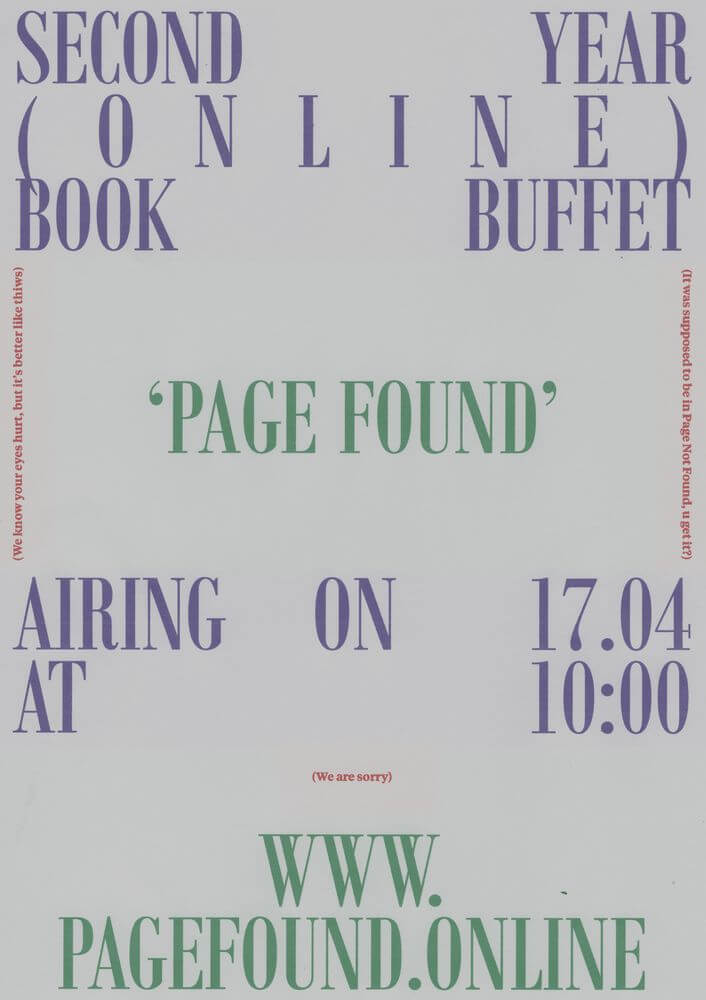 SECOND YEAR
(ONLINE)
BOOK BUFFET
(We know your eyes hurt, but it's better like thiws)
(It was supposed to be in Page Not Found, u get it?)
‘PAGE FOUND’
AIRING ON 17.04
AT 10:00
(We are sorry)
WWW.
PAGEFOUND.ONLINE